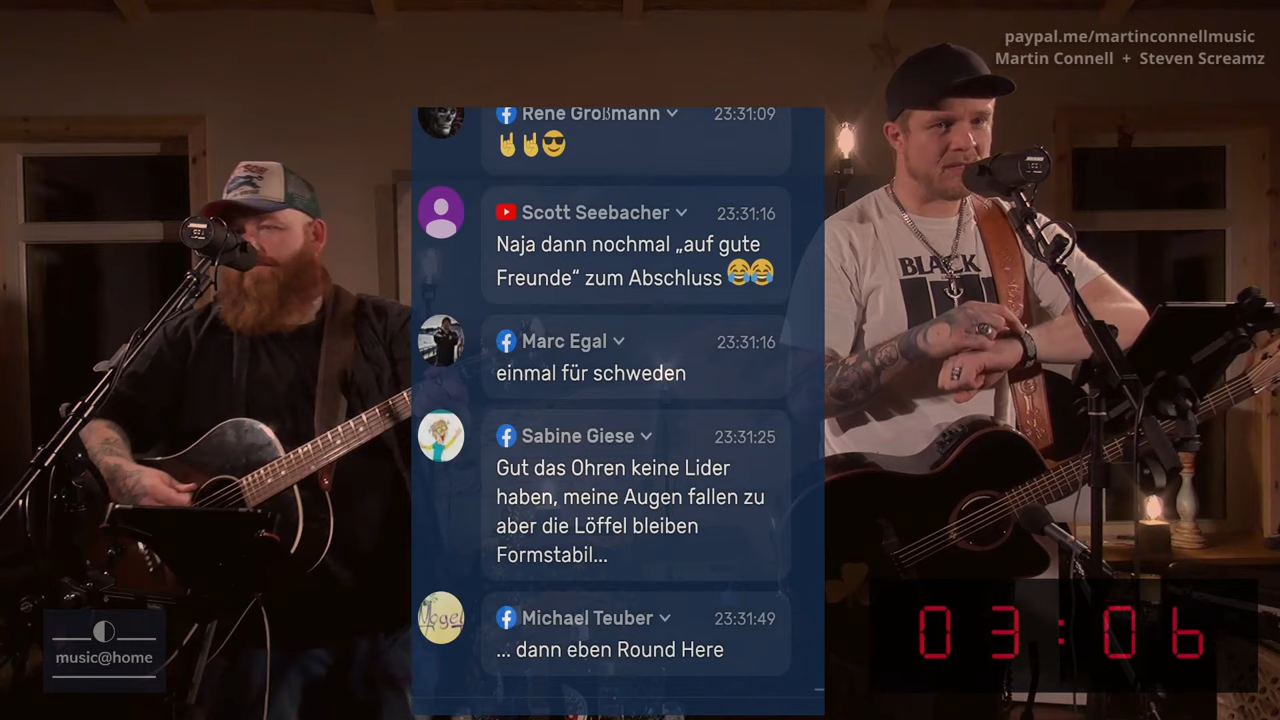 paypal.me/martinconnellmusic
Martin Connell + Steven Screamz
Rene Großmann 23:31:09
🤘🤘😎
Scott Seebacher 23:31:16
Naja dann nochmal „auf gute
Freunde“ zum Abschluss 😂😂
Marc Egal 23:31:16
einmal für schweden
Sabine Giese 23:31:25
Gut das Ohren keine Lider
haben, meine Augen fallen zu
aber die Löffel bleiben
Formstabil...
Michael Teuber 23:31:49
... dann eben Round Here
BLACK
music@home
03:06